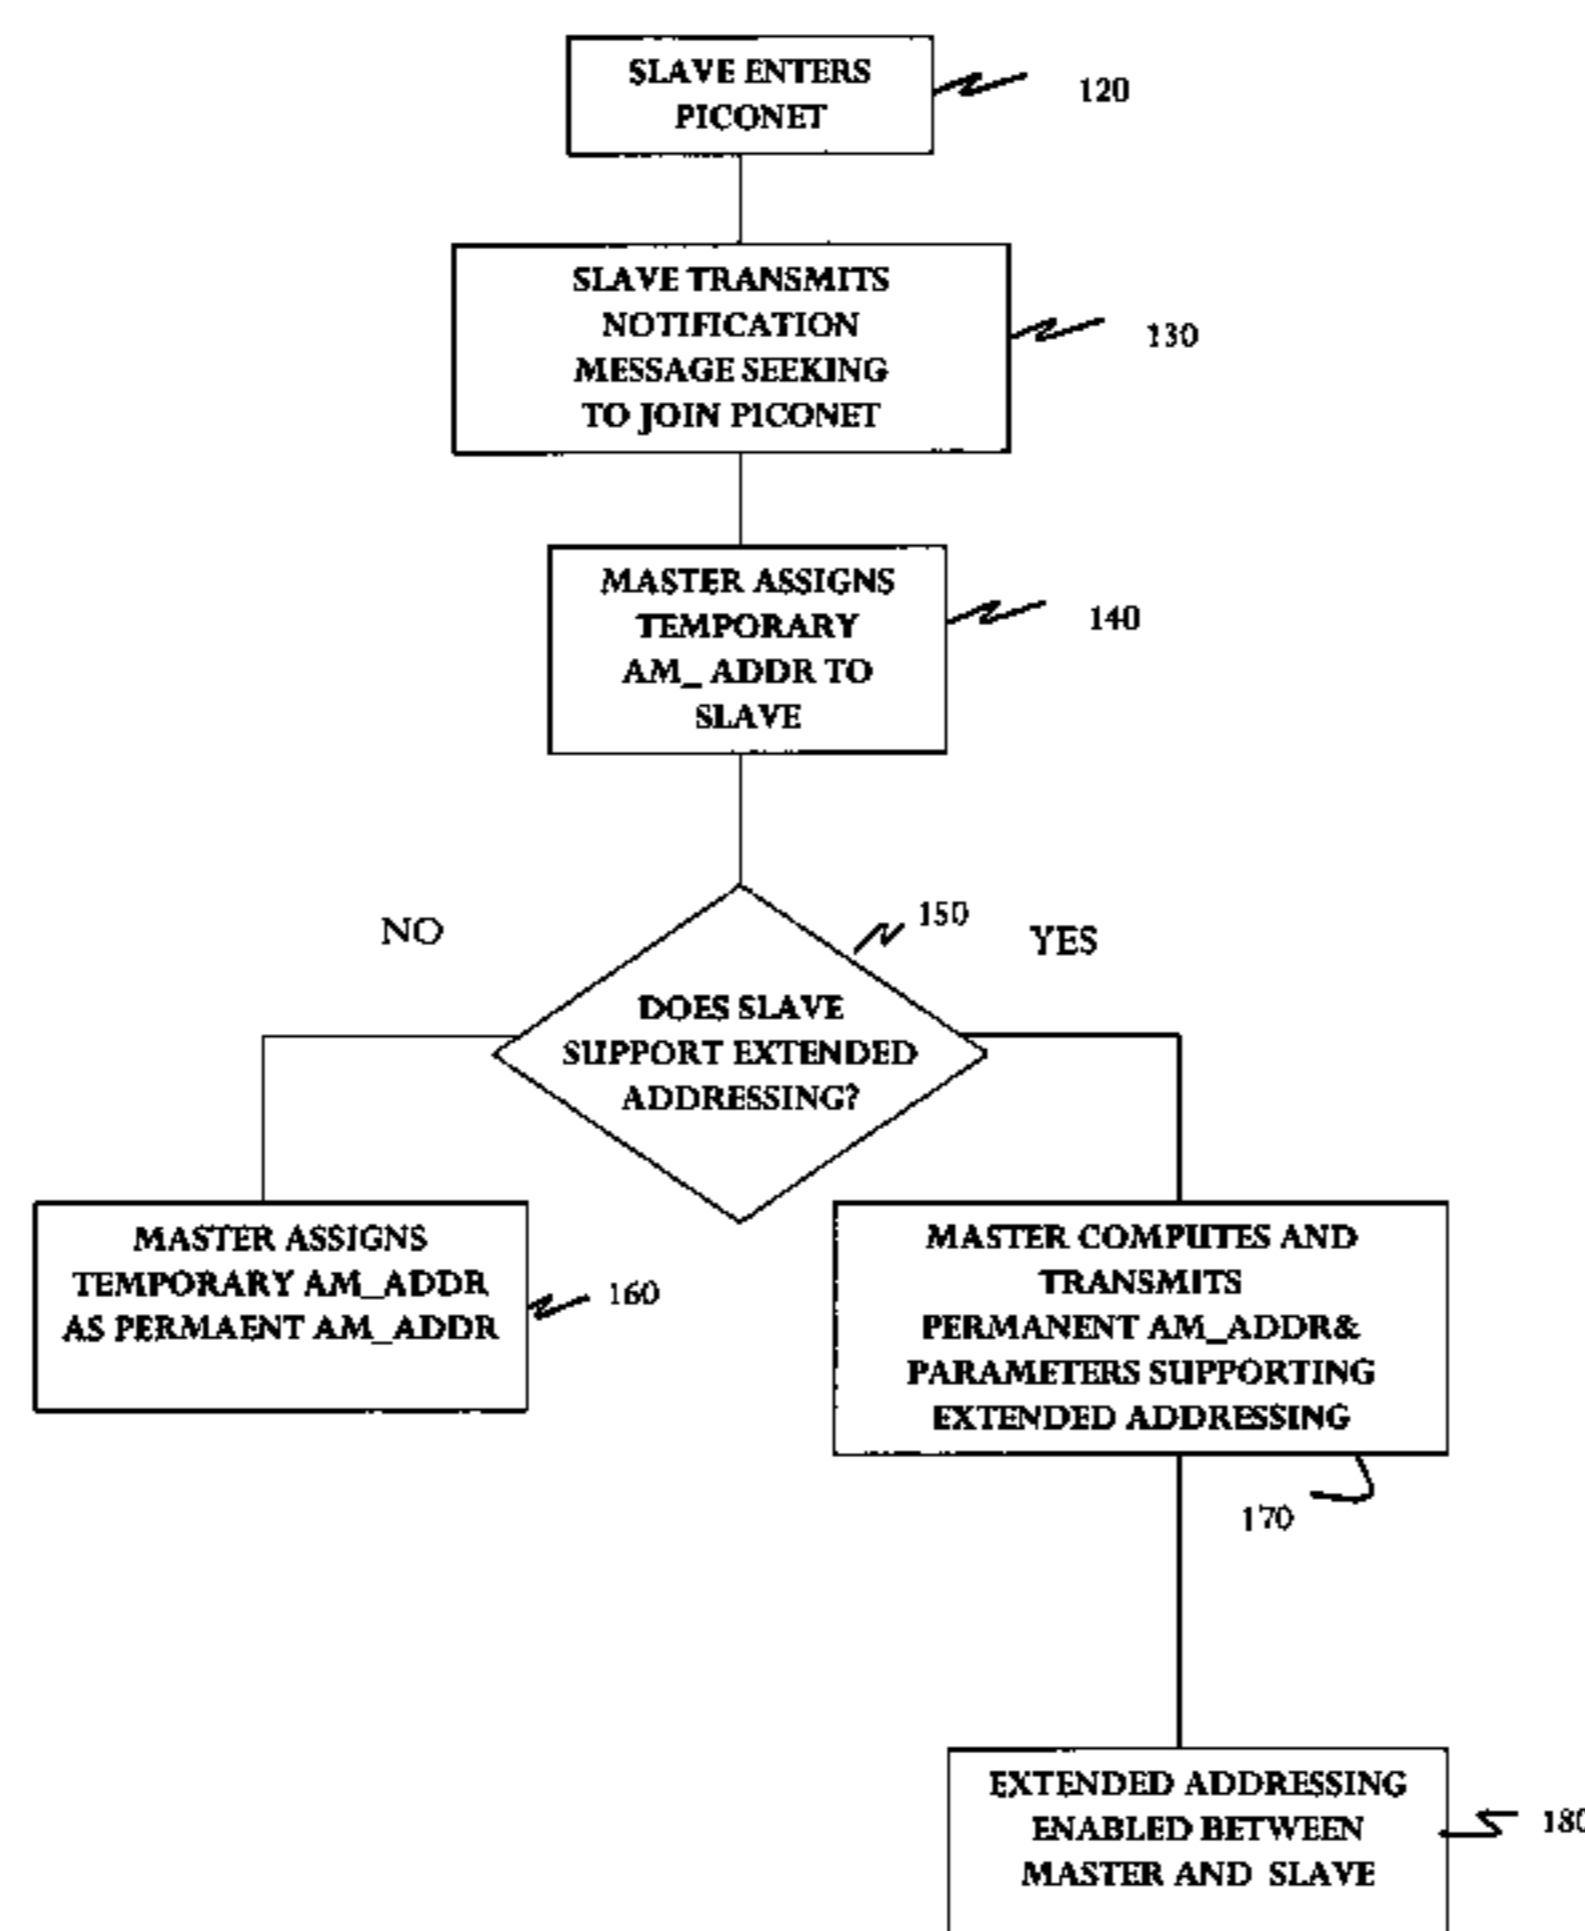 SLAVE ENTERS
PICONET
120
SLAVE TRANSMITS
NOTIFICATION
MESSAGE SEEKING
TO JOIN PICONET
130
MASTER ASSIGNS
TEMPORARY
AM_ ADDR TO
SLAVE
140
NO
150
YES
DOES SLAVE
SUPPORT EXTENDED
ADDRESSING?
MASTER ASSIGNS
TEMPORARY AM_ADDR
AS PERMAENT AM_ADDR
160
MASTER COMPUTES AND
TRANSMITS
PERMANENT AM_ADDR&
PARAMETERS SUPPORTING
EXTENDED ADDRESSING
170
EXTENDED ADDRESSING
ENABLED BETWEEN
MASTER AND SLAVE
180